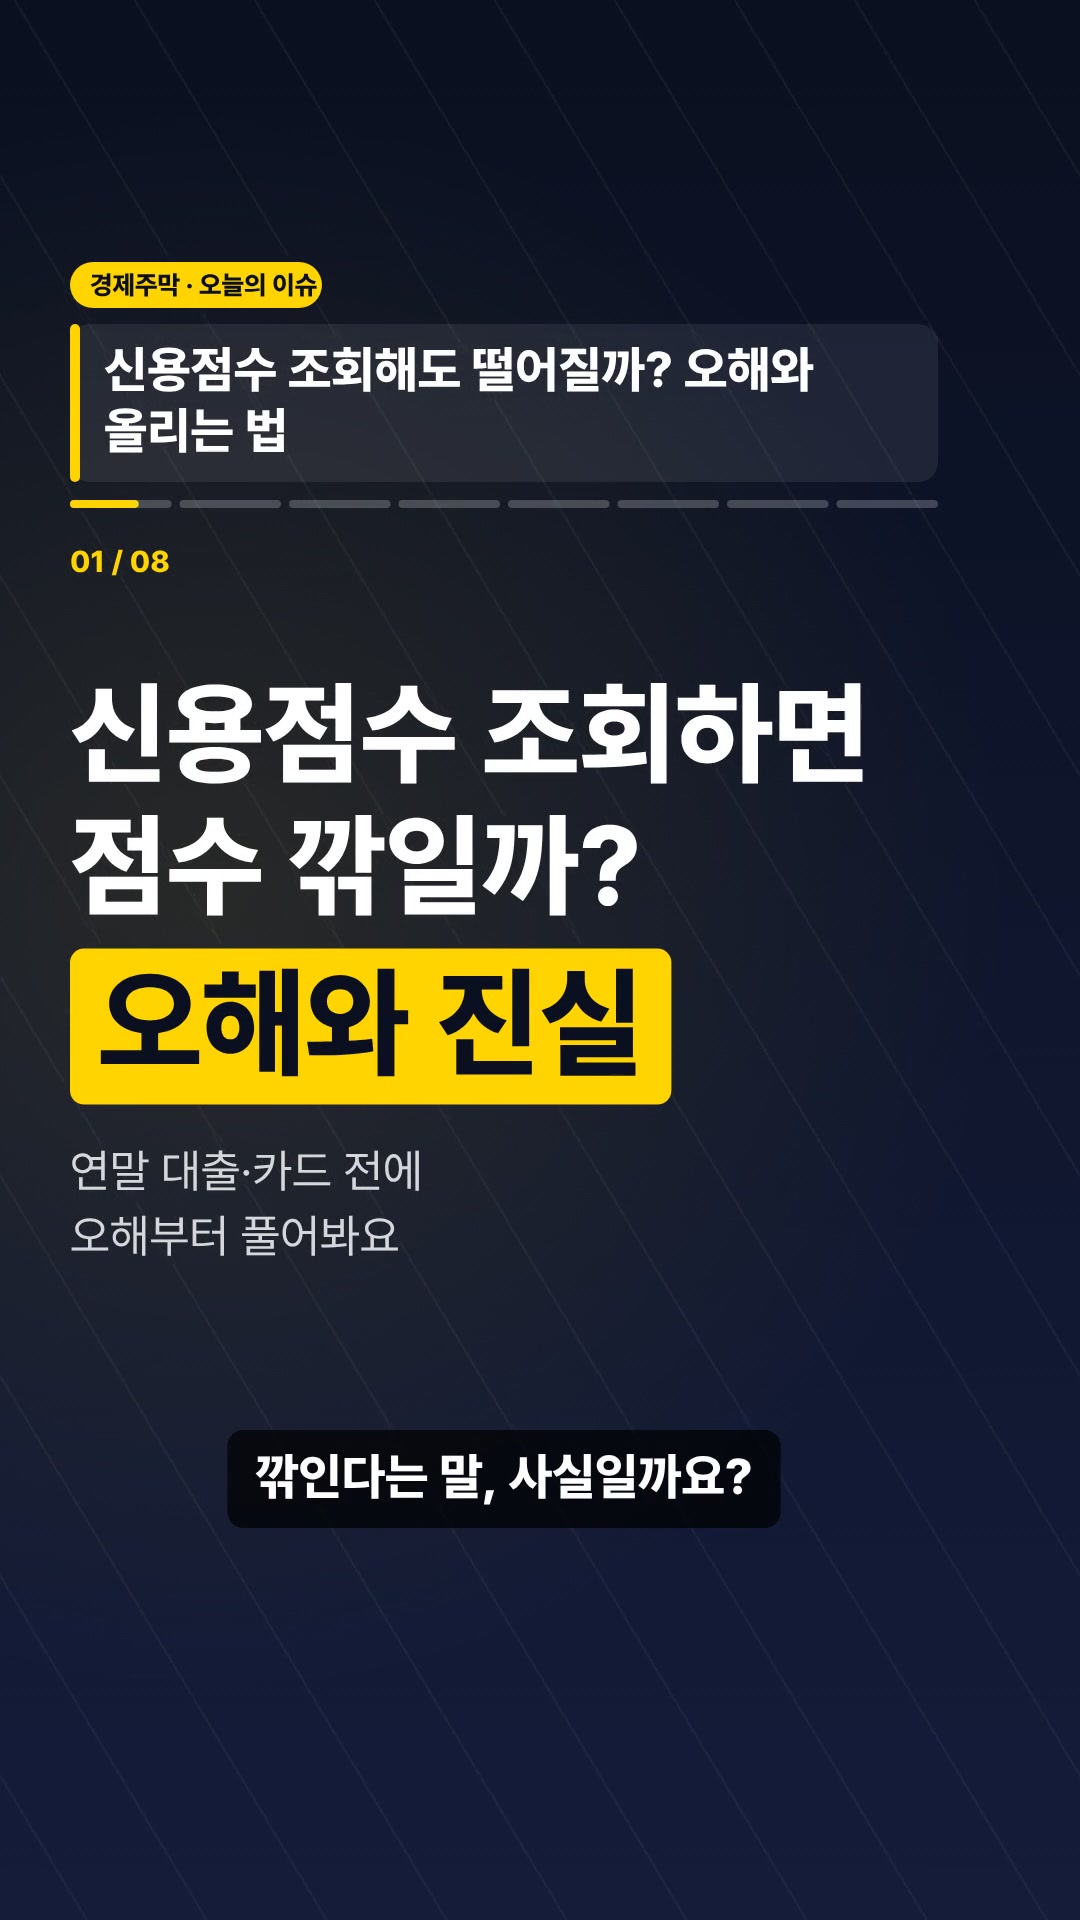 경제주막 · 오늘의 이슈
신용점수 조회해도 떨어질까? 오해와
올리는 법
01 / 08
신용점수 조회하면
점수 깎일까?
오해와 진실
연말 대출·카드 전에
오해부터 풀어봐요
깎인다는 말, 사실일까요?